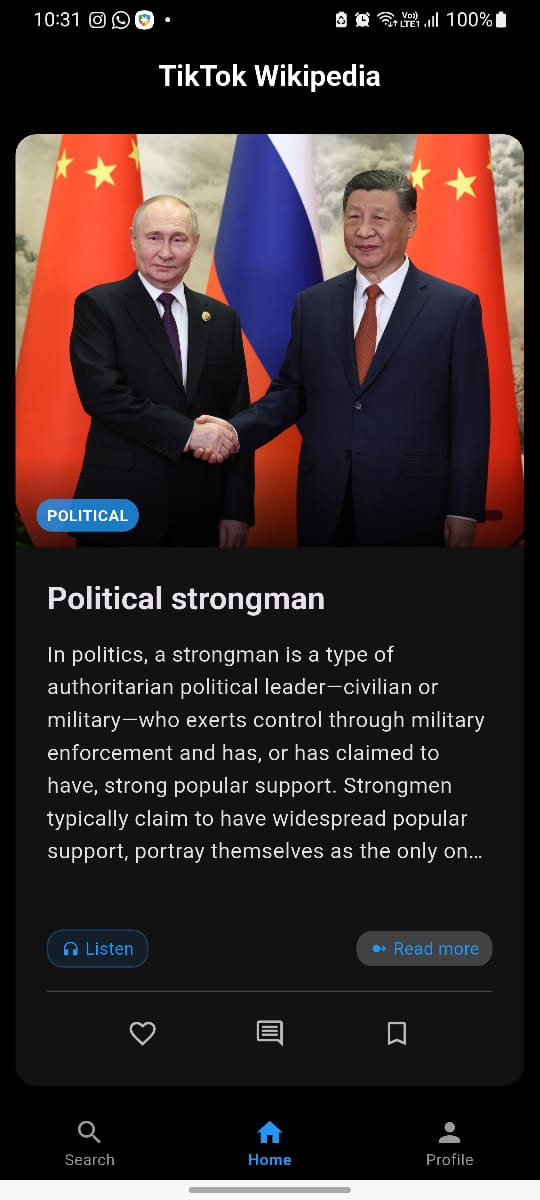 10:31
Vo))
LTE1
100%
TikTok Wikipedia
POLITICAL
Political strongman
In politics, a strongman is a type of
authoritarian political leader—civilian or
military—who exerts control through military
enforcement and has, or has claimed to
have, strong popular support. Strongmen
typically claim to have widespread popular
support, portray themselves as the only on…
Listen
Read more
Search
Home
Profile